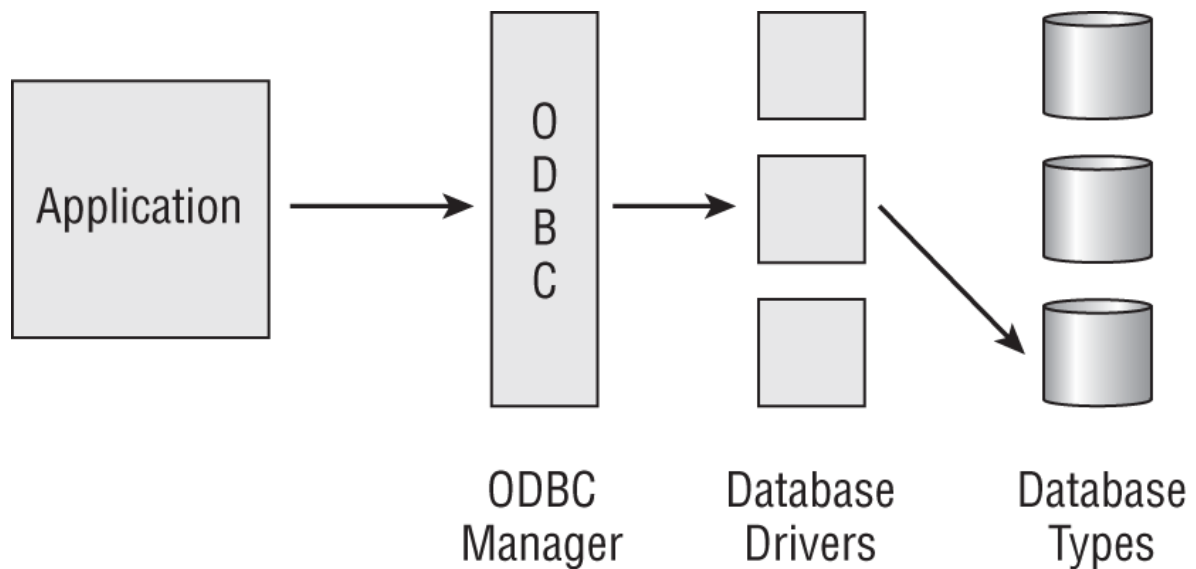 Application
O
D
B
C
ODBC
Manager
Database
Drivers
Database
Types